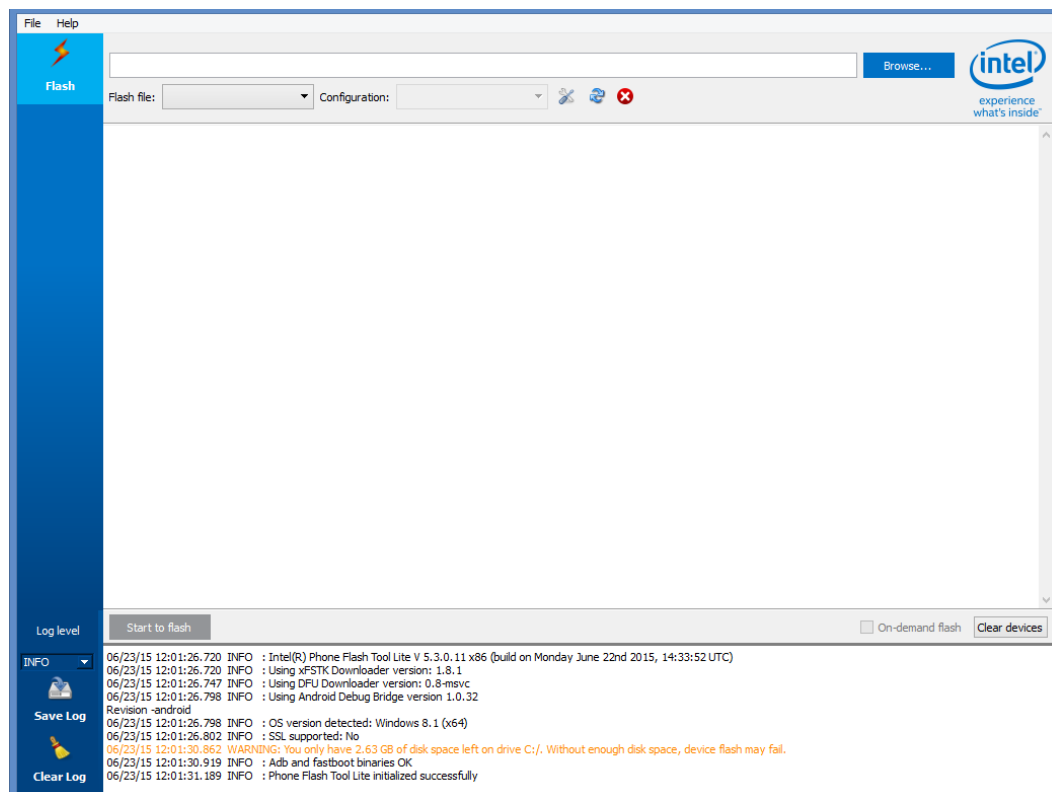 File Help
Flash
Browse...
intel
experience
what's inside™
Flash file:
Configuration:
Start to flash
On-demand flash
Clear devices
Log level
INFO
Save Log
Clear Log
06/23/15 12:01:26.720 INFO : Intel(R) Phone Flash Tool Lite V 5.3.0.11 x86 (build on Monday June 22nd 2015, 14:33:52 UTC)
06/23/15 12:01:26.720 INFO : Using xFSTK Downloader version: 1.8.1
06/23/15 12:01:26.747 INFO : Using DFU Downloader version: 0.8-msvc
06/23/15 12:01:26.798 INFO : Using Android Debug Bridge version 1.0.32
Revision -android
06/23/15 12:01:26.798 INFO : OS version detected: Windows 8.1 (x64)
06/23/15 12:01:26.802 INFO : SSL supported: No
06/23/15 12:01:30.862 WARNING: You only have 2.63 GB of disk space left on drive C:/. Without enough disk space, device flash may fail.
06/23/15 12:01:30.919 INFO : Adb and fastboot binaries OK
06/23/15 12:01:31.189 INFO : Phone Flash Tool Lite initialized successfully